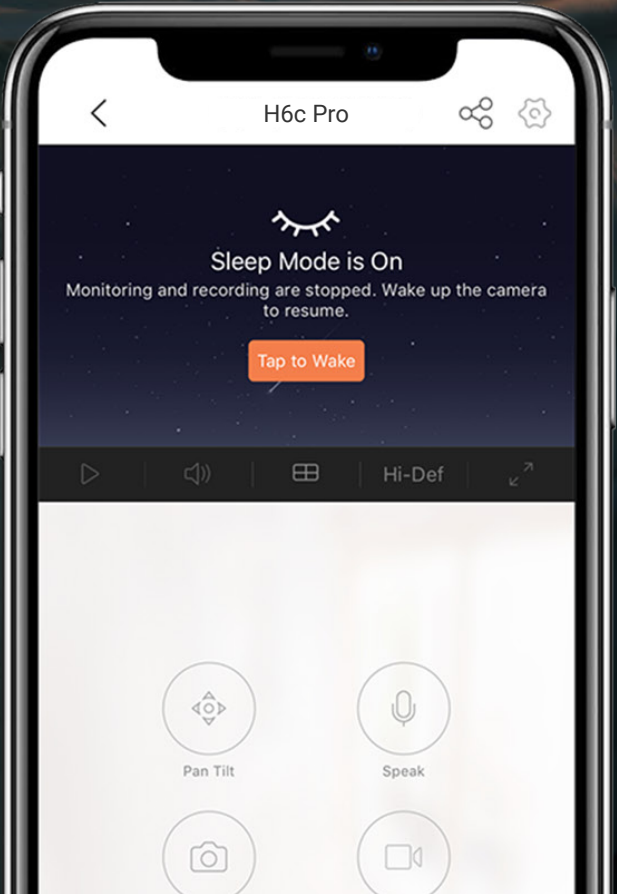 H6c Pro
Sleep Mode is On
Monitoring and recording are stopped. Wake up the camera
to resume.
Tap to Wake
Hi-Def
Pan Tilt
Speak